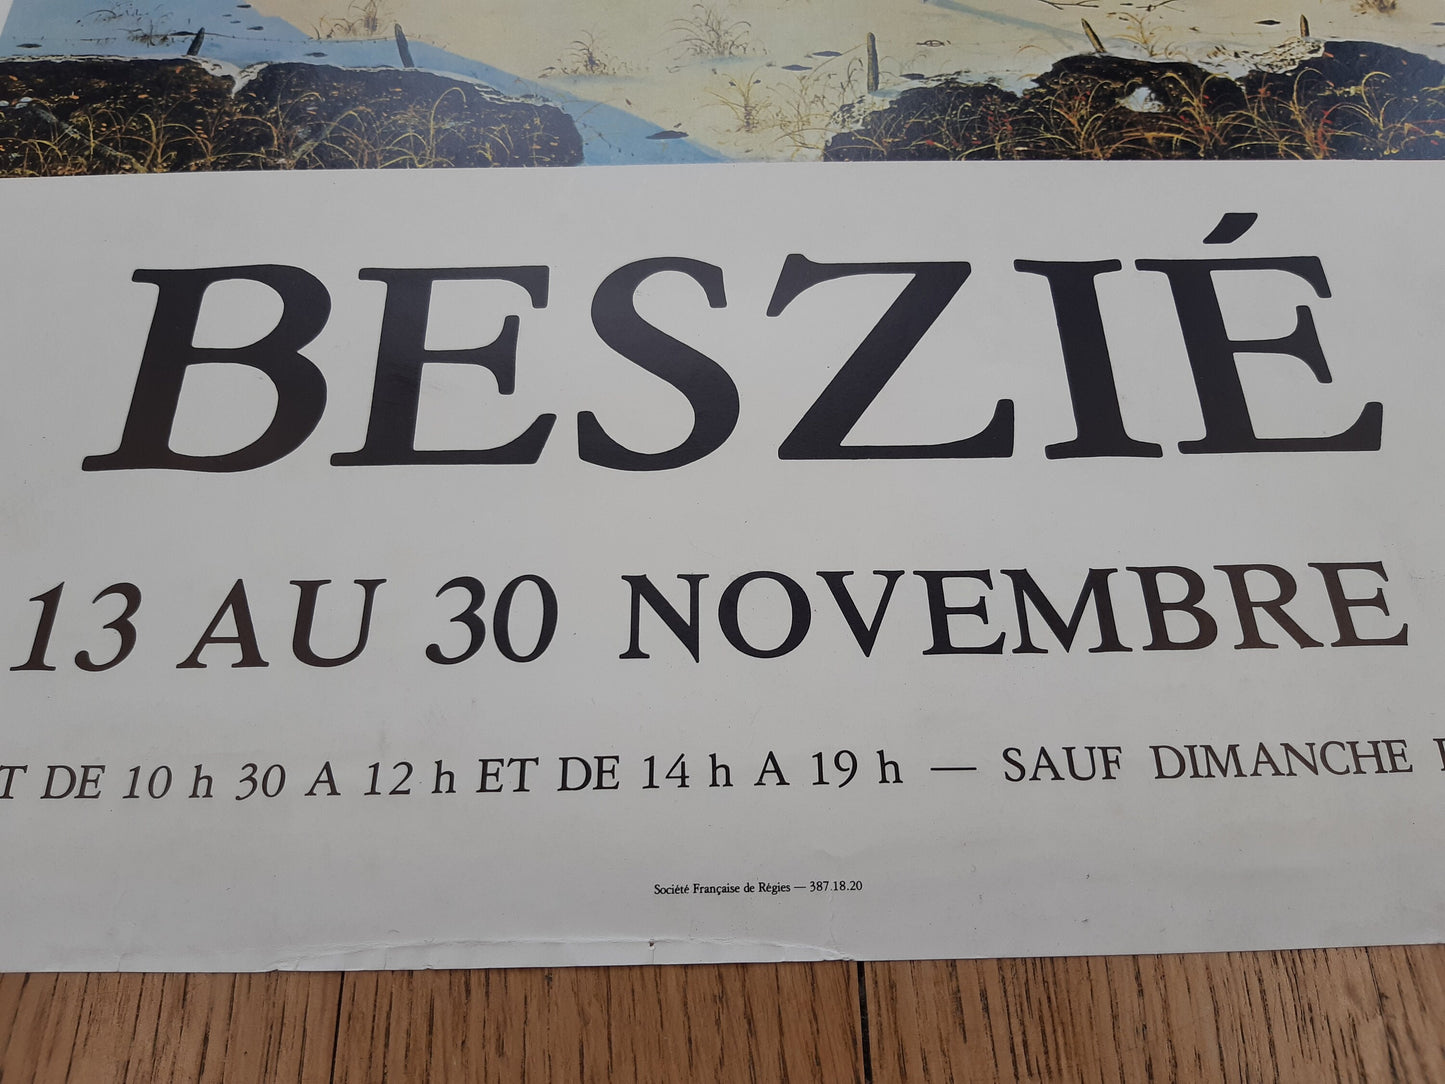 BESZIÉ
13 AU 30 NOVEMBRE
DE 10 h 30 A 12 h ET DE 14 h A 19 h — SAUF DIMANCHE
Société Française de Régies — 387.18.20